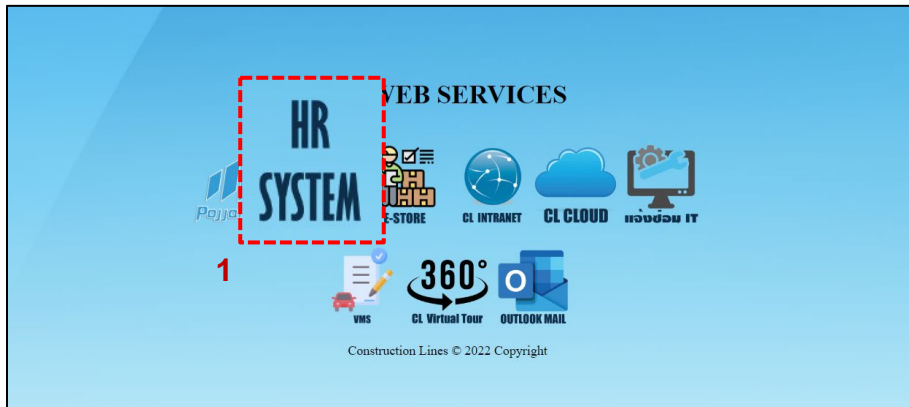 WEB SERVICES
HR
SYSTEM
E-STORE
CL INTRANET
CL CLOUD
แจ้งซ่อม IT
1
VMS
360°
CL Virtual Tour
O
OUTLOOK MAIL
Construction Lines © 2022 Copyright